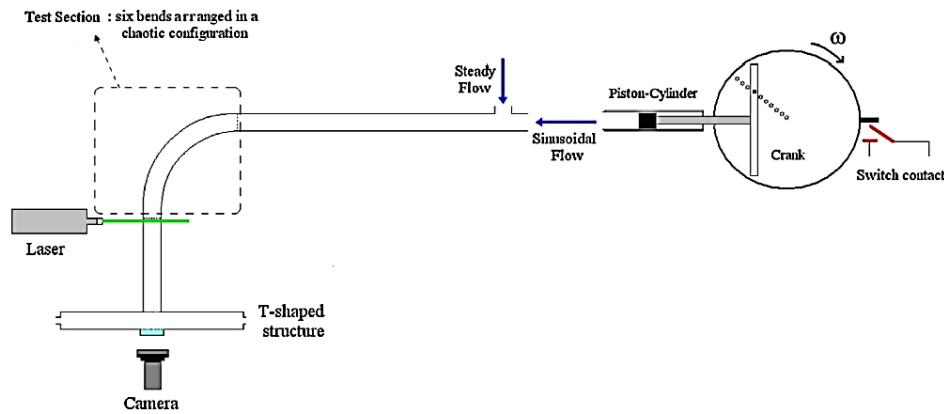 Test Section : six bends arranged in a
chaotic configuration
ω
Steady
Flow
Piston-Cylinder
Sinusoidal
Flow
Crank
Switch contact
Laser
T-shaped
structure
Camera